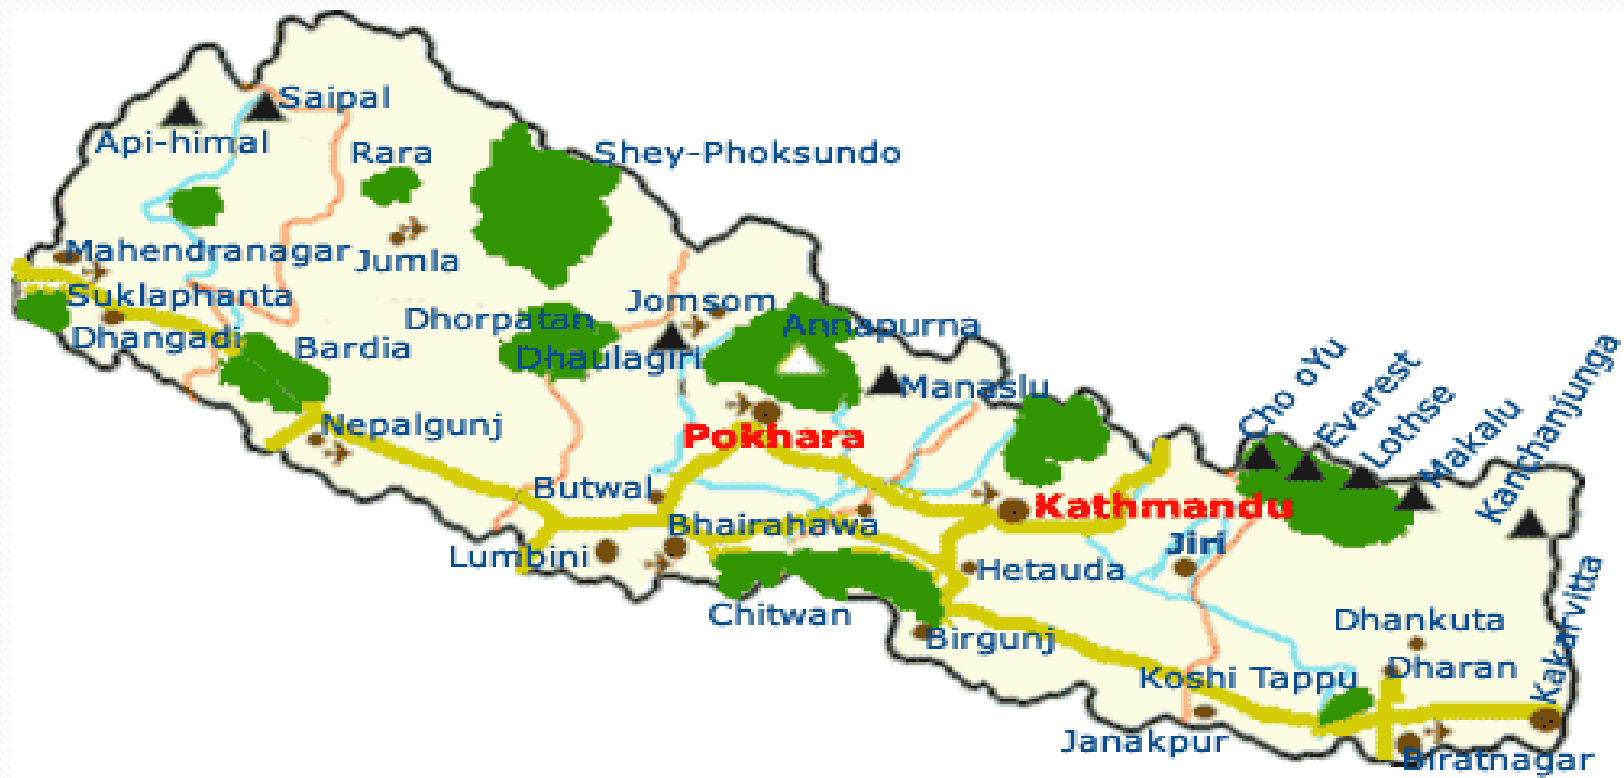 Saipal
Api-himal
Rara
Shey-Phoksundo
Mahendranagar
Jumla
Suklaphanta
Dhangadi
Bardia
Dhorpatan
Jomsom
Annapurna
Dhaulagiri
Manaslu
Cho oYu
Everest
Lothse
Makalu
Kanchanjunga
Nepalgunj
Pokhara
Butwal
Kathmandu
Bhairahawa
Jiri
Lumbini
Hetauda
Chitwan
Birgunj
Dhankuta
Dharan
Kakarvitta
Koshi Tappu
Janakpur
Biratnagar